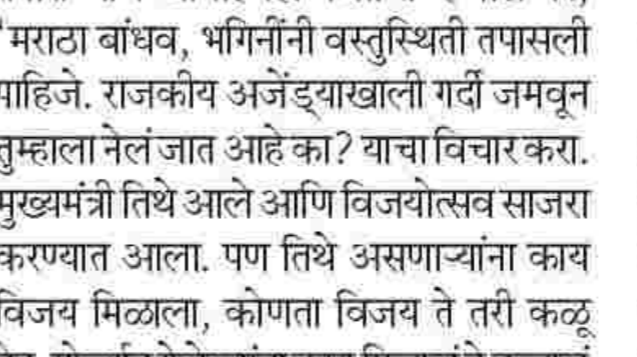 'मराठा बांधव, भगिनींनी वस्तुस्थिती तपासली
पाहिजे. राजकीय अजेंड्याखाली गर्दी जमवून
तुम्हाला नेलं जात आहे का? याचा विचार करा.
मुख्यमंत्री तिथे आले आणि विजयोत्सव साजरा
करण्यात आला. पण तिथे असणाऱ्यांना काय
विजय मिळाला, कोणता विजय ते तरी कळू